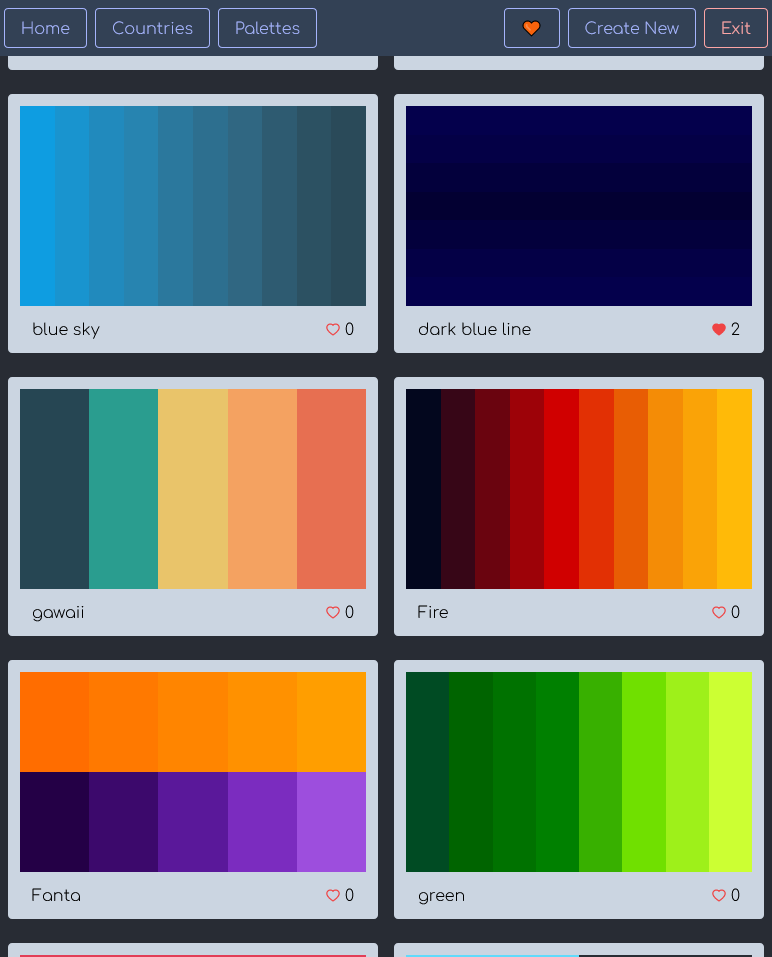 Home Countries Palettes Create New Exit
blue sky 0 dark blue line 2
gawaii 0 Fire 0
Fanta 0 green 0